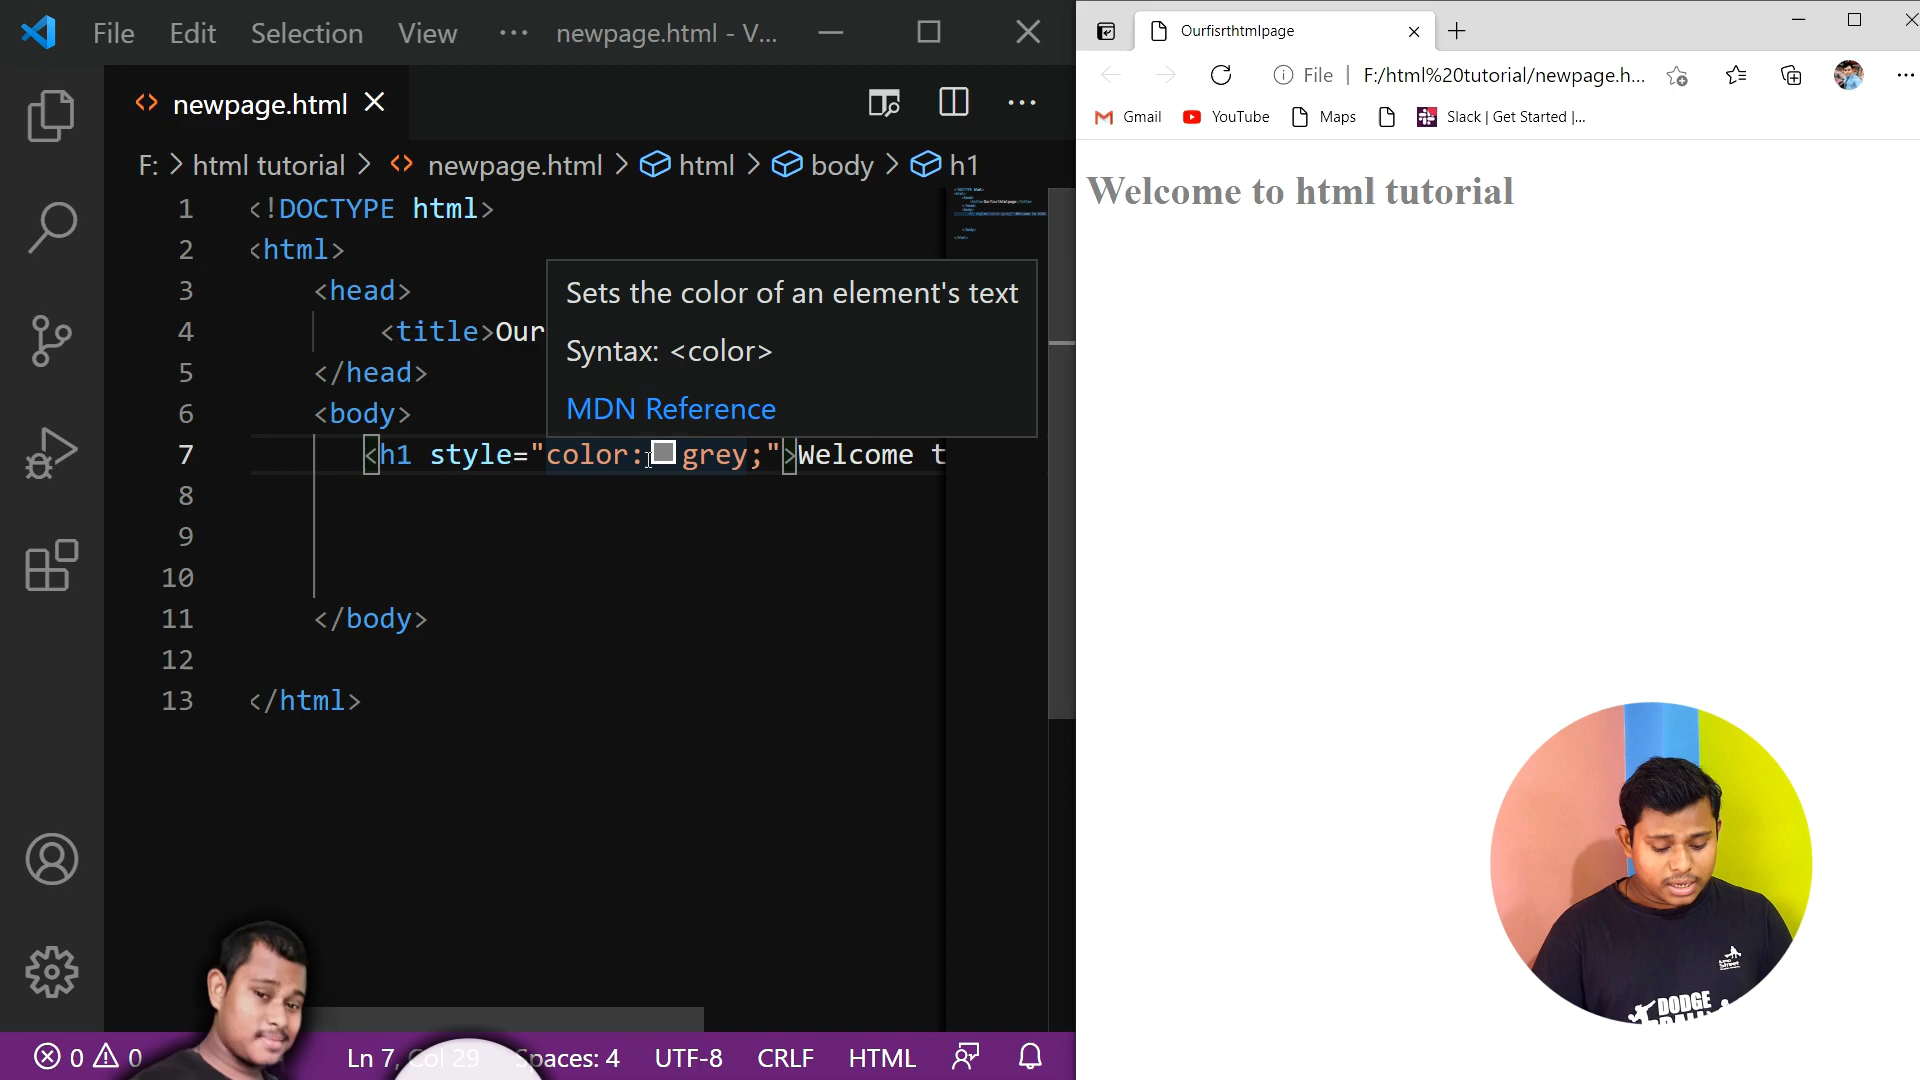 File Edit Selection View ··· newpage.html - V...
newpage.html
F: > html tutorial > newpage.html > html > body > h1
1 <!DOCTYPE html>
2 <html>
3 <head>
4 <title>Our
5 </head>
6 <body>
7 <h1 style="color:grey;">Welcome t
8
9
10
11 </body>
12
13 </html>
Sets the color of an element's text
Syntax: <color>
MDN Reference
0 0 Ln 7, Col 29 Spaces: 4 UTF-8 CRLF HTML
Ourfisrthtmlpage
File | F:/html%20tutorial/newpage.h...
Gmail YouTube Maps Slack | Get Started |...
Welcome to html tutorial
DODGE